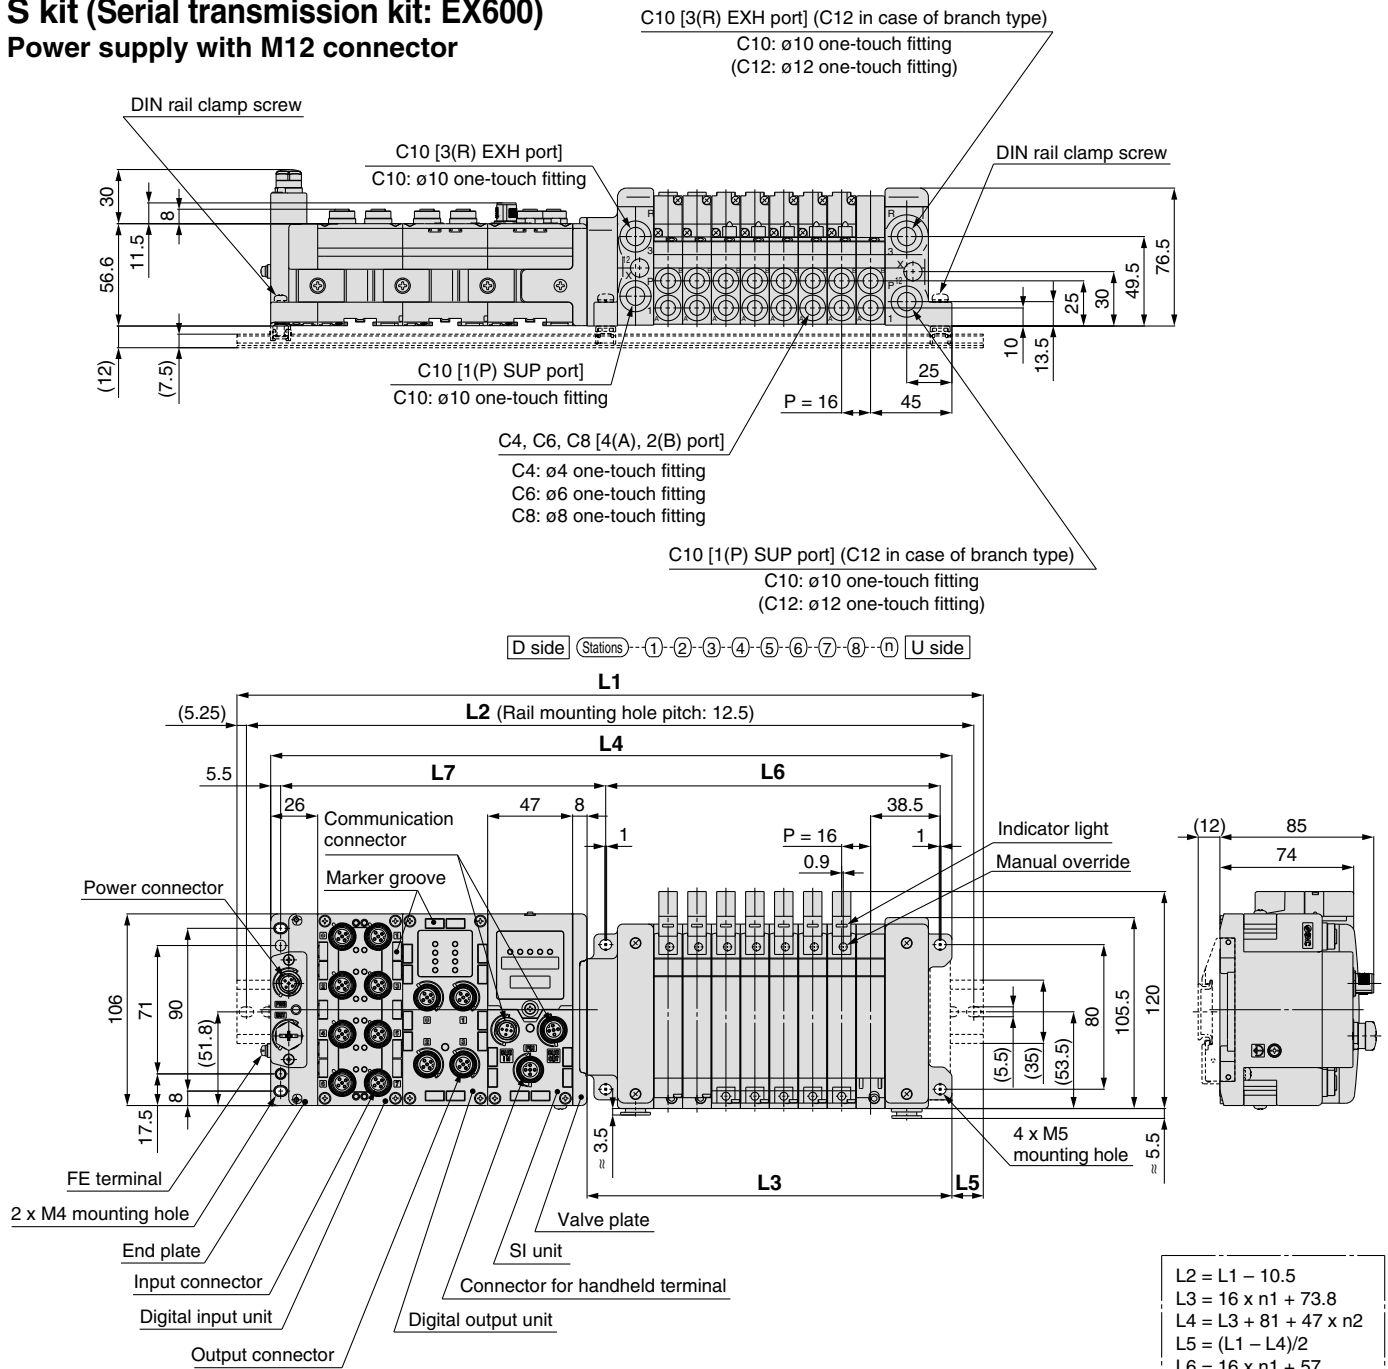 S kit (Serial transmission kit: EX600)
Power supply with M12 connector
C10 [3(R) EXH port] (C12 in case of branch type)
C10: ø10 one-touch fitting
(C12: ø12 one-touch fitting)
DIN rail clamp screw
C10 [3(R) EXH port]
C10: ø10 one-touch fitting
DIN rail clamp screw
30
8
11.5
56.6
(12)
(7.5)
R
3
12
X
P
1
R
3
X
12
P
1
76.5
49.5
30
25
13.5
10
25
P = 16
45
C10 [1(P) SUP port]
C10: ø10 one-touch fitting
C4, C6, C8 [4(A), 2(B) port]
C4: ø4 one-touch fitting
C6: ø6 one-touch fitting
C8: ø8 one-touch fitting
C10 [1(P) SUP port] (C12 in case of branch type)
C10: ø10 one-touch fitting
(C12: ø12 one-touch fitting)
D side Stations 1 2 3 4 5 6 7 8 n U side
L1
(5.25)
L2 (Rail mounting hole pitch: 12.5)
L4
5.5
L7
L6
26
Communication
connector
47
8
38.5
1
P = 16
1
0.9
Indicator light
Manual override
Marker groove
Power connector
(12)
85
74
106
71
90
(51.8)
17.5
8
80
105.5
120
(5.5)
(35)
(53.5)
≈ 3.5
≈ 5.5
4 x M5
mounting hole
L3
L5
FE terminal
2 x M4 mounting hole
End plate
Input connector
Digital input unit
Output connector
Valve plate
SI unit
Connector for handheld terminal
Digital output unit
L2 = L1 – 10.5
L3 = 16 x n1 + 73.8
L4 = L3 + 81 + 47 x n2
L5 = (L1 – L4)/2
L6 = 16 x n1 + 57